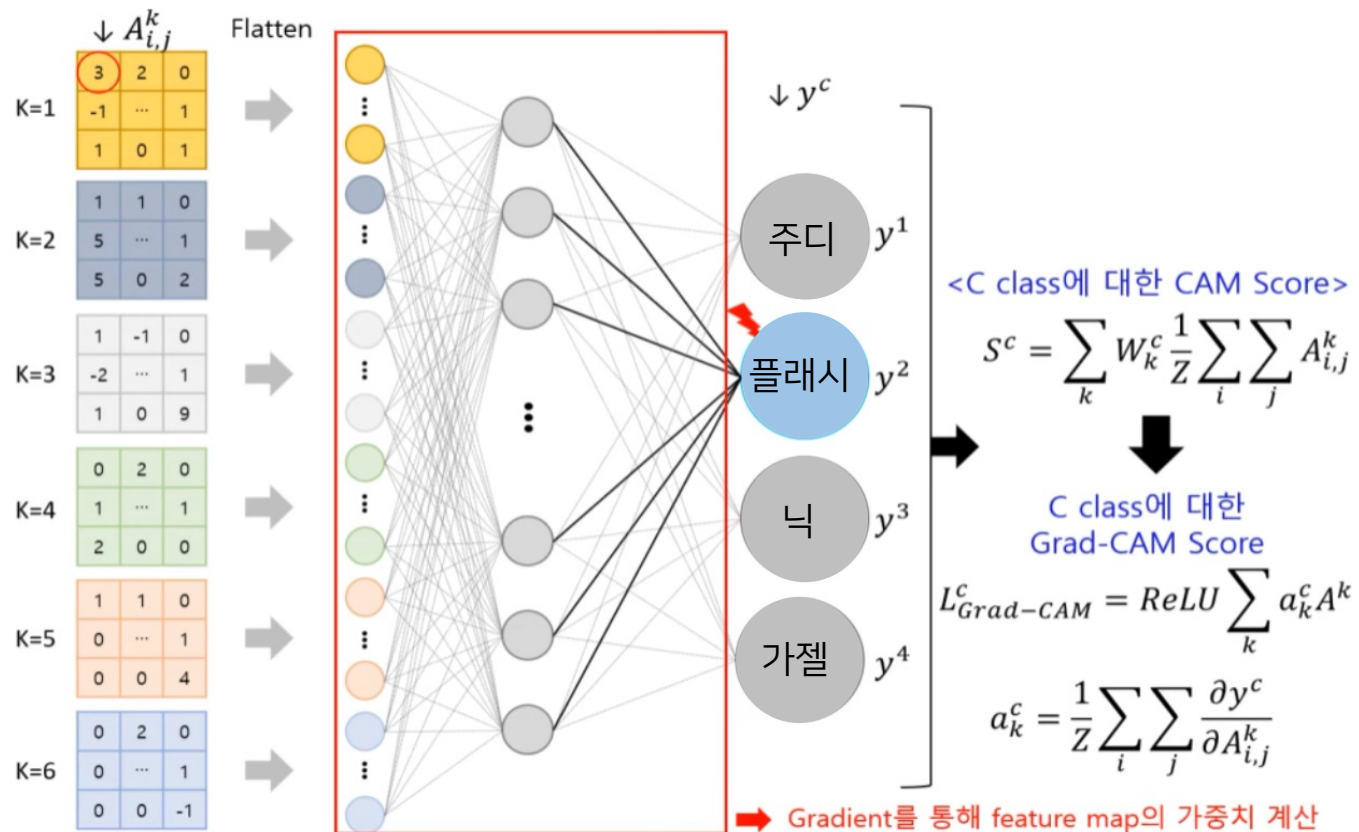 ↓ A^k_{i,j} Flatten
K=1
3 2 0
-1 ... 1
1 0 1
K=2
1 1 0
5 ... 1
5 0 2
K=3
1 -1 0
-2 ... 1
1 0 9
K=4
0 2 0
1 ... 1
2 0 0
K=5
1 1 0
0 ... 1
0 0 4
K=6
0 2 0
0 ... 1
0 0 -1
↓ y^c
주디 y^1
플래시 y^2
닉 y^3
가젤 y^4
<C class에 대한 CAM Score>
S^c = ∑_k W^c_k 1/Z ∑_i ∑_j A^k_{i,j}
C class에 대한
Grad-CAM Score
L^c_{Grad-CAM} = ReLU ∑_k a^c_k A^k
a^c_k = 1/Z ∑_i ∑_j ∂y^c/∂A^k_{i,j}
Gradient를 통해 feature map의 가중치 계산